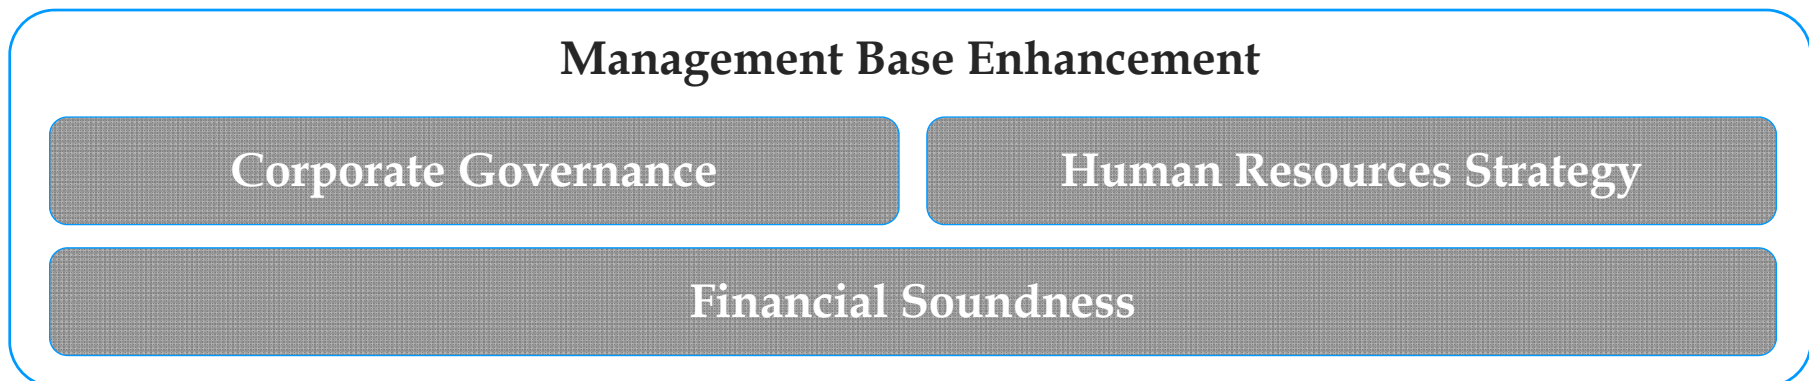 Management Base Enhancement
Corporate Governance
Human Resources Strategy
Financial Soundness